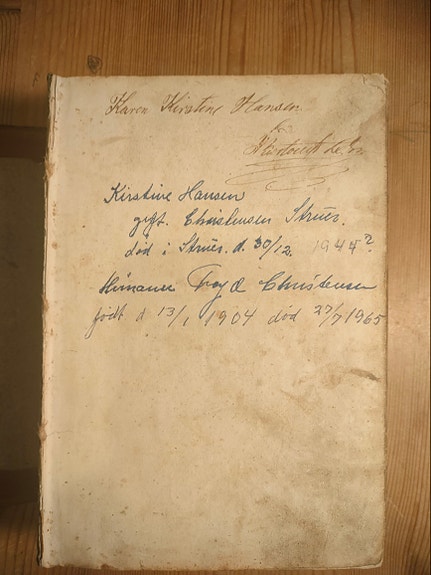 Karen Kirstine Hansen
Kirstine Hansen
gift. Christensen Struer.
død i Struer. d. 30/12. 1944?
Christensen
født d 13/1 1904 død 27/7 1965